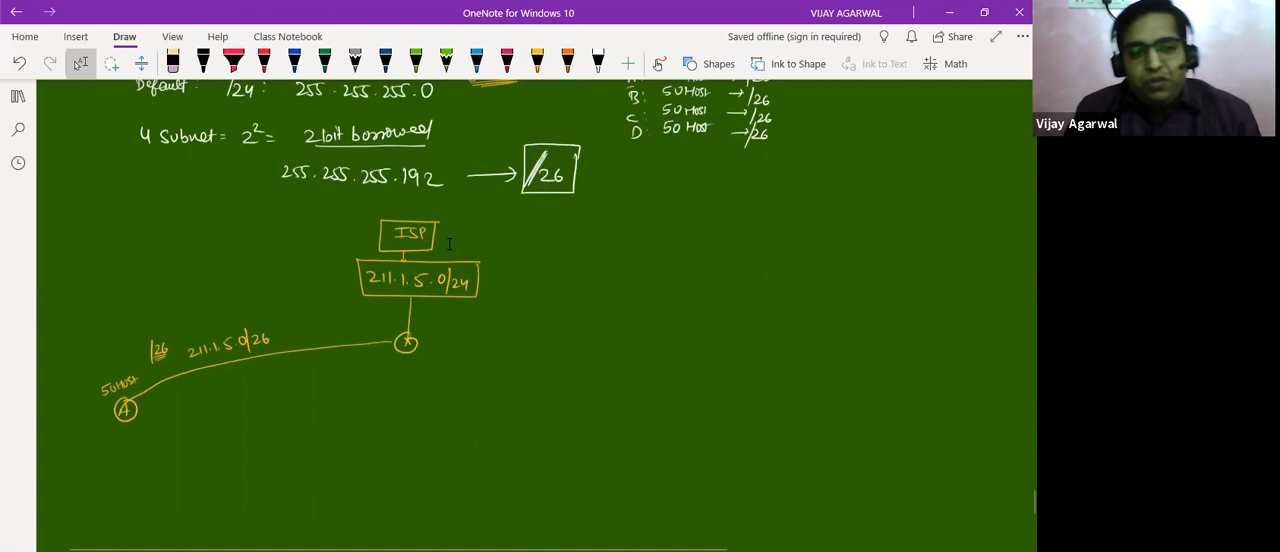 OneNote for Windows 10
VIJAY AGARWAL
Home Insert Draw View Help Class Notebook
Saved offline (sign in required)
Share
Shapes
Ink to Shape
Ink to Text
Math
Default: /24: 255.255.255.0
4 Subnet = 2² = 2 bit borrowed
255.255.255.192 → /26
B: 50 Host → /26
C: 50 Host → /26
D: 50 Host → /26
ISP
211.1.5.0/24
*
/26 211.1.5.0/26
50 Host
A
Vijay Agarwal